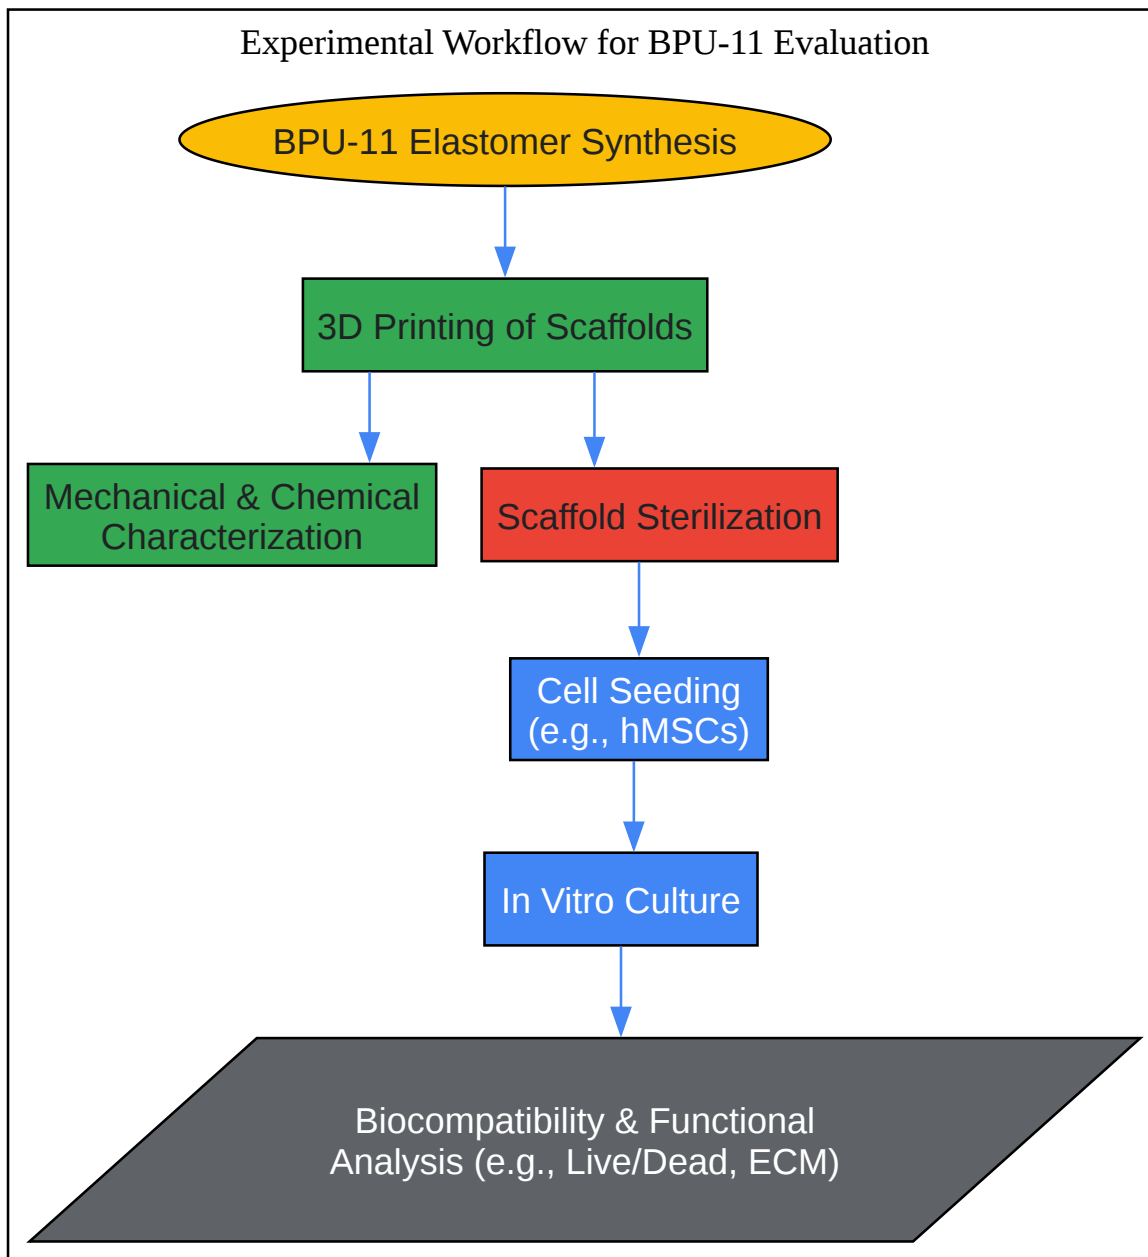 Experimental Workflow for BPU-11 Evaluation
BPU-11 Elastomer Synthesis
3D Printing of Scaffolds
Mechanical & Chemical
Characterization
Scaffold Sterilization
Cell Seeding
(e.g., hMSCs)
In Vitro Culture
Biocompatibility & Functional
Analysis (e.g., Live/Dead, ECM)